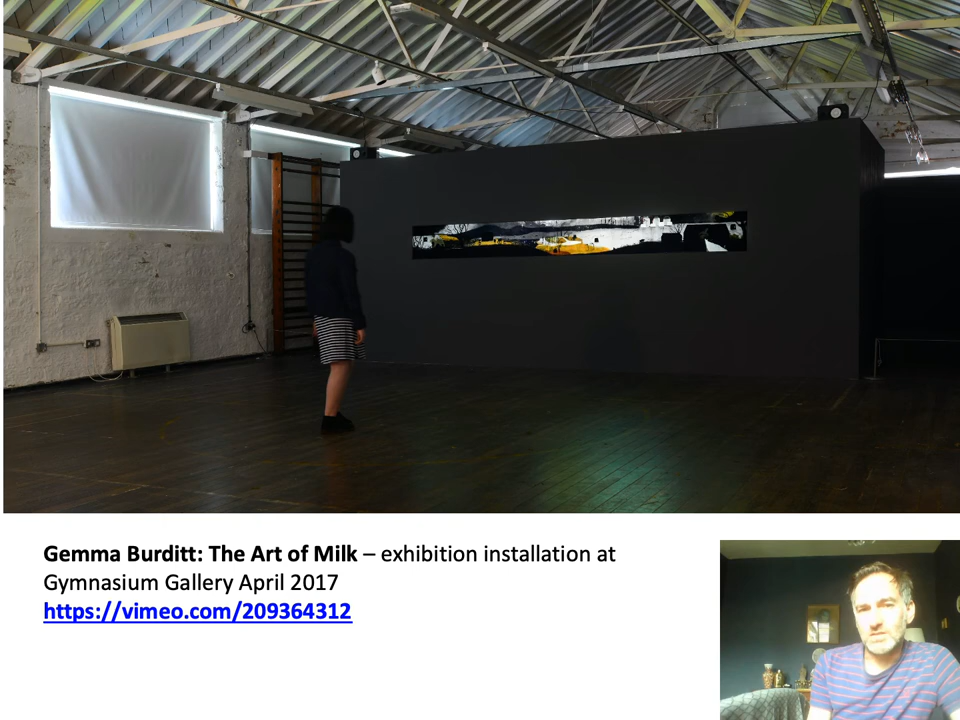 Gemma Burditt: The Art of Milk – exhibition installation at
Gymnasium Gallery April 2017
https://vimeo.com/209364312